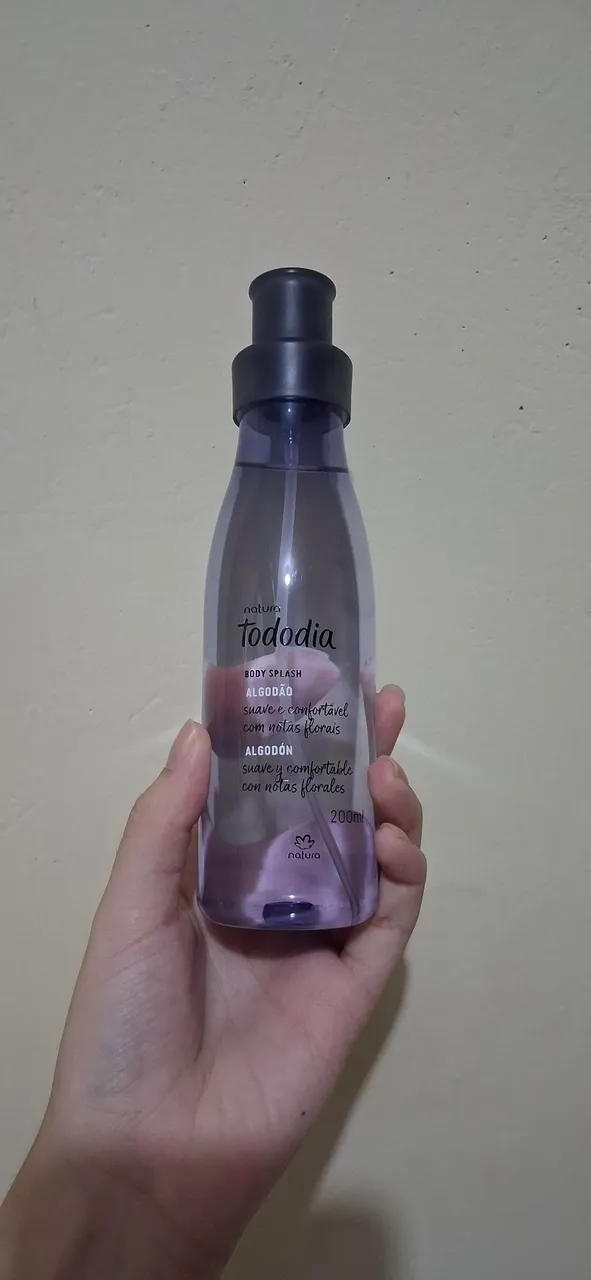 natura
Tododia
BODY SPLASH
ALGODÃO
suave e confortável
com notas florais
ALGODÓN
suave y comfortable
con notas florales
200ml
natura